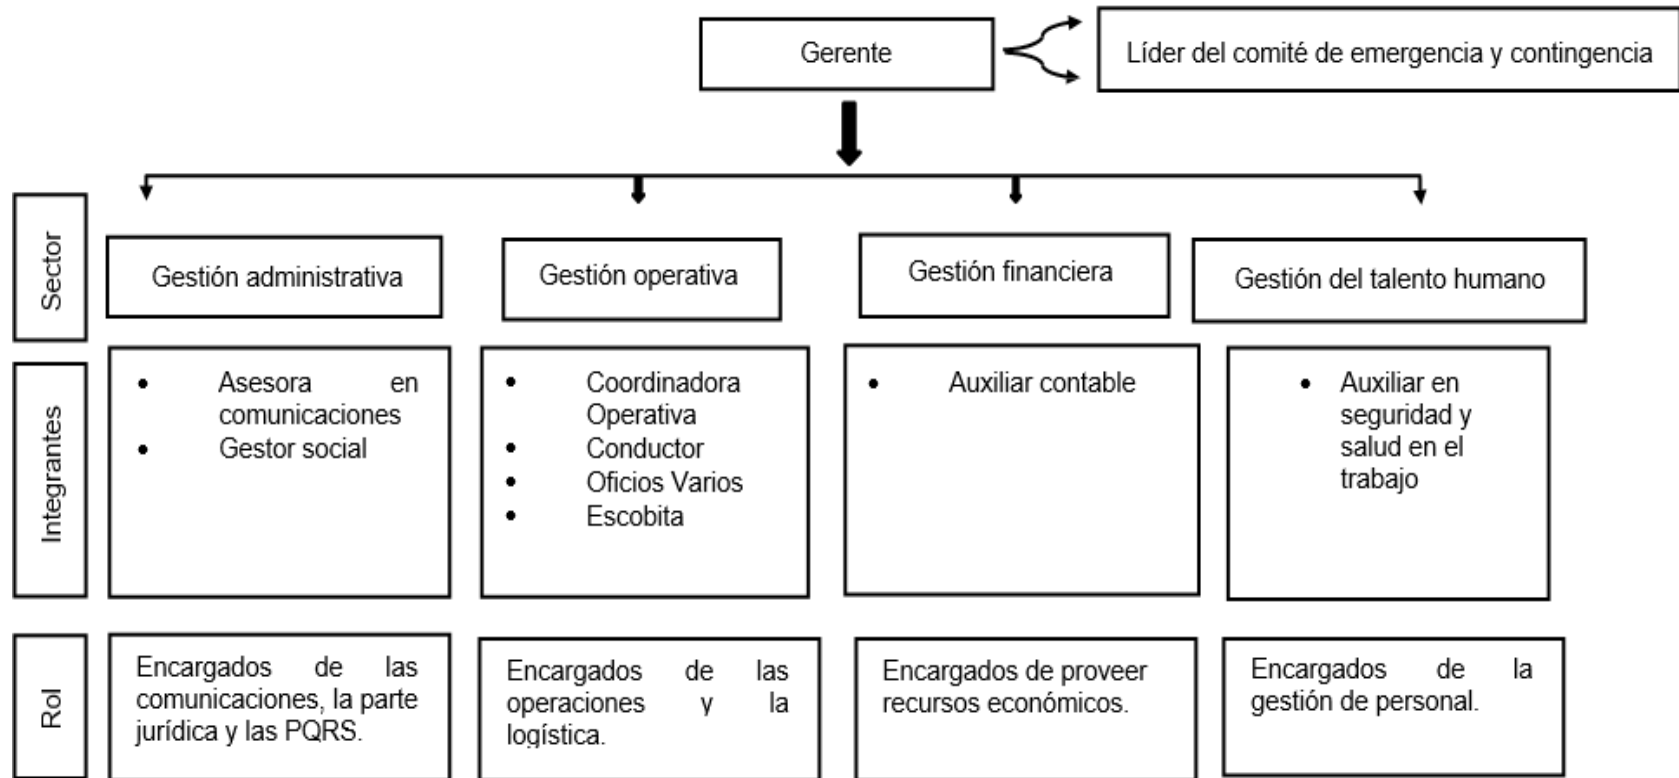 Gerente
Líder del comité de emergencia y contingencia
Sector
Gestión administrativa
Gestión operativa
Gestión financiera
Gestión del talento humano
Integrantes
• Asesora en
comunicaciones
• Gestor social
• Coordinadora
Operativa
• Conductor
• Oficios Varios
• Escobita
• Auxiliar contable
• Auxiliar en
seguridad y
salud en el
trabajo
Rol
Encargados de las
comunicaciones, la parte
jurídica y las PQRS.
Encargados de las
operaciones y la
logística.
Encargados de proveer
recursos económicos.
Encargados de la
gestión de personal.